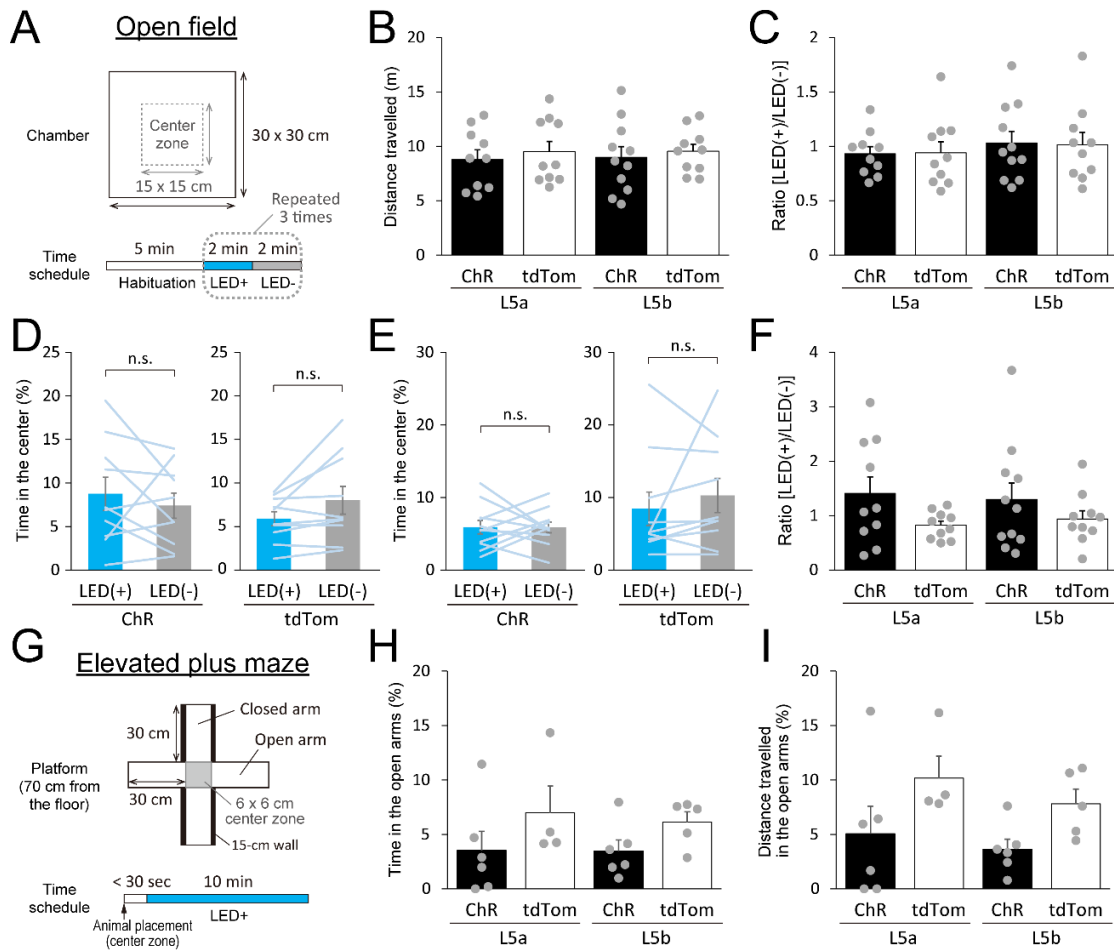 A
Open field
Chamber
Center
zone
15 x 15 cm
30 x 30 cm
Repeated
3 times
Time
schedule
5 min
2 min
2 min
Habituation
LED+
LED-
B
Distance travelled (m)
20
15
10
5
0
ChR
tdTom
ChR
tdTom
L5a
L5b
C
Ratio [LED(+)/LED(-)]
2
1.5
1
0.5
0
ChR
tdTom
ChR
tdTom
L5a
L5b
D
Time in the center (%)
25
20
15
10
5
0
n.s.
LED(+)
LED(-)
ChR
25
20
15
10
5
0
n.s.
LED(+)
LED(-)
tdTom
E
Time in the center (%)
30
20
10
0
n.s.
LED(+)
LED(-)
ChR
30
20
10
0
n.s.
LED(+)
LED(-)
tdTom
F
Ratio [LED(+)/LED(-)]
4
3
2
1
0
ChR
tdTom
ChR
tdTom
L5a
L5b
G
Elevated plus maze
Platform
(70 cm from
the floor)
30 cm
30 cm
Closed arm
Open arm
6 x 6 cm
center zone
15-cm wall
Time
schedule
< 30 sec
10 min
LED+
Animal placement
(center zone)
H
Time in the open arms (%)
20
15
10
5
0
ChR
tdTom
ChR
tdTom
L5a
L5b
I
Distance travelled
in the open arms (%)
20
15
10
5
0
ChR
tdTom
ChR
tdTom
L5a
L5b